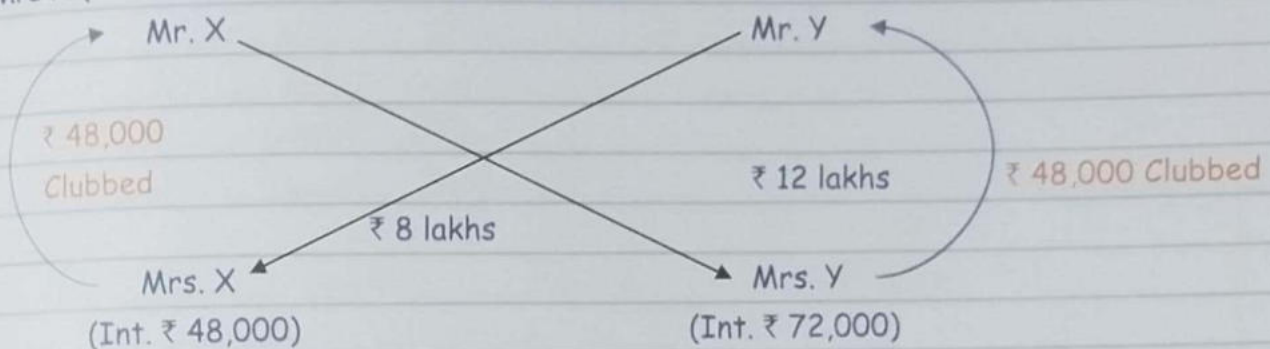 Mr. X
Mr. Y
₹ 48,000
Clubbed
₹ 12 lakhs
₹ 48,000 Clubbed
₹ 8 lakhs
Mrs. X
Mrs. Y
(Int. ₹ 48,000)
(Int. ₹ 72,000)